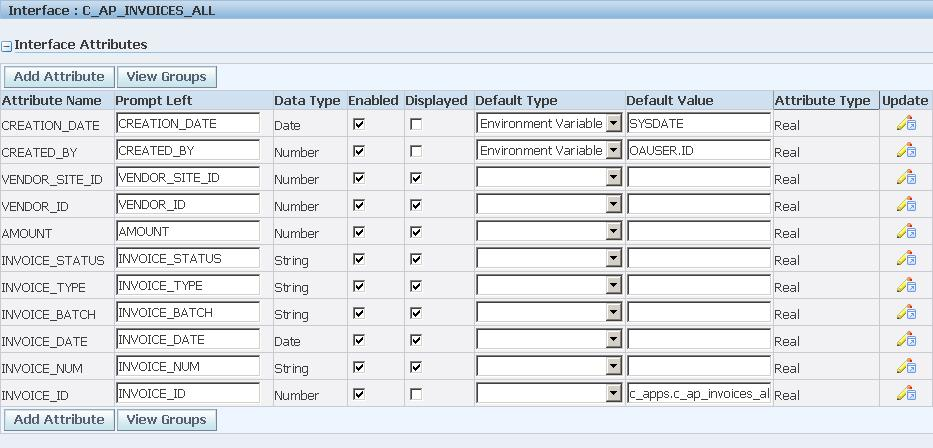 Interface : C_AP_INVOICES_ALL
Interface Attributes
Add Attribute View Groups
Attribute Name Prompt Left Data Type Enabled Displayed Default Type Default Value Attribute Type Update
CREATION_DATE CREATION_DATE Date Environment Variable SYSDATE Real
CREATED_BY CREATED_BY Number Environment Variable OAUSER.ID Real
VENDOR_SITE_ID VENDOR_SITE_ID Number Real
VENDOR_ID VENDOR_ID Number Real
AMOUNT AMOUNT Number Real
INVOICE_STATUS INVOICE_STATUS String Real
INVOICE_TYPE INVOICE_TYPE String Real
INVOICE_BATCH INVOICE_BATCH String Real
INVOICE_DATE INVOICE_DATE Date Real
INVOICE_NUM INVOICE_NUM String Real
INVOICE_ID INVOICE_ID Number c_apps.c_ap_invoices_al Real
Add Attribute View Groups